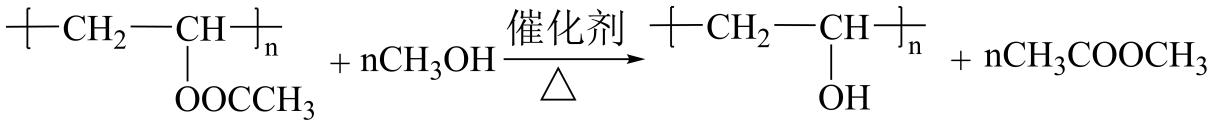 -[CH₂—CH]-n + nCH₃OH 催化剂 △ -[CH₂—CH]-n + nCH₃COOCH₃
OOCCH₃ OH